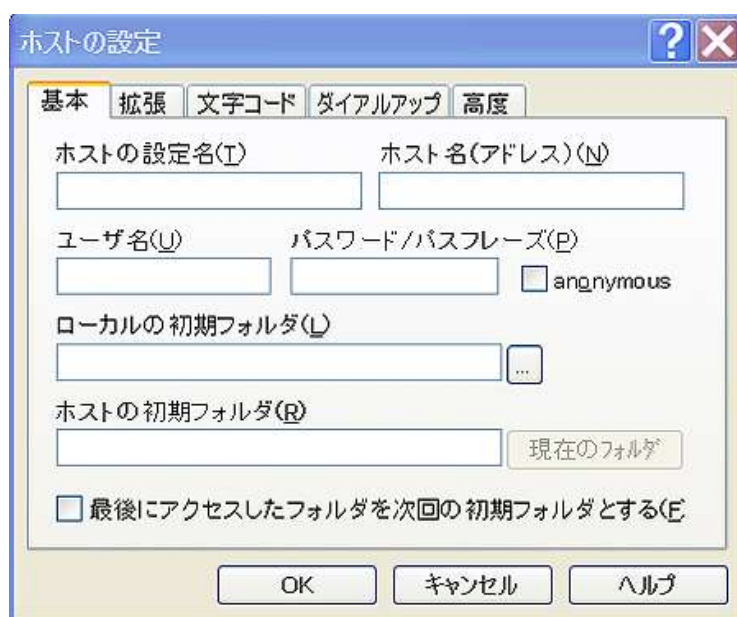 ホストの設定
基本 拡張 文字コード ダイアルアップ 高度
ホストの設定名(T) ホスト名(アドレス)(N)
ユーザ名(U) パスワード/パスフレーズ(P)
anonymous
ローカルの初期フォルダ(L)
...
ホストの初期フォルダ(R)
現在のフォルダ
最後にアクセスしたフォルダを次回の初期フォルダとする(F
OK キャンセル ヘルプ